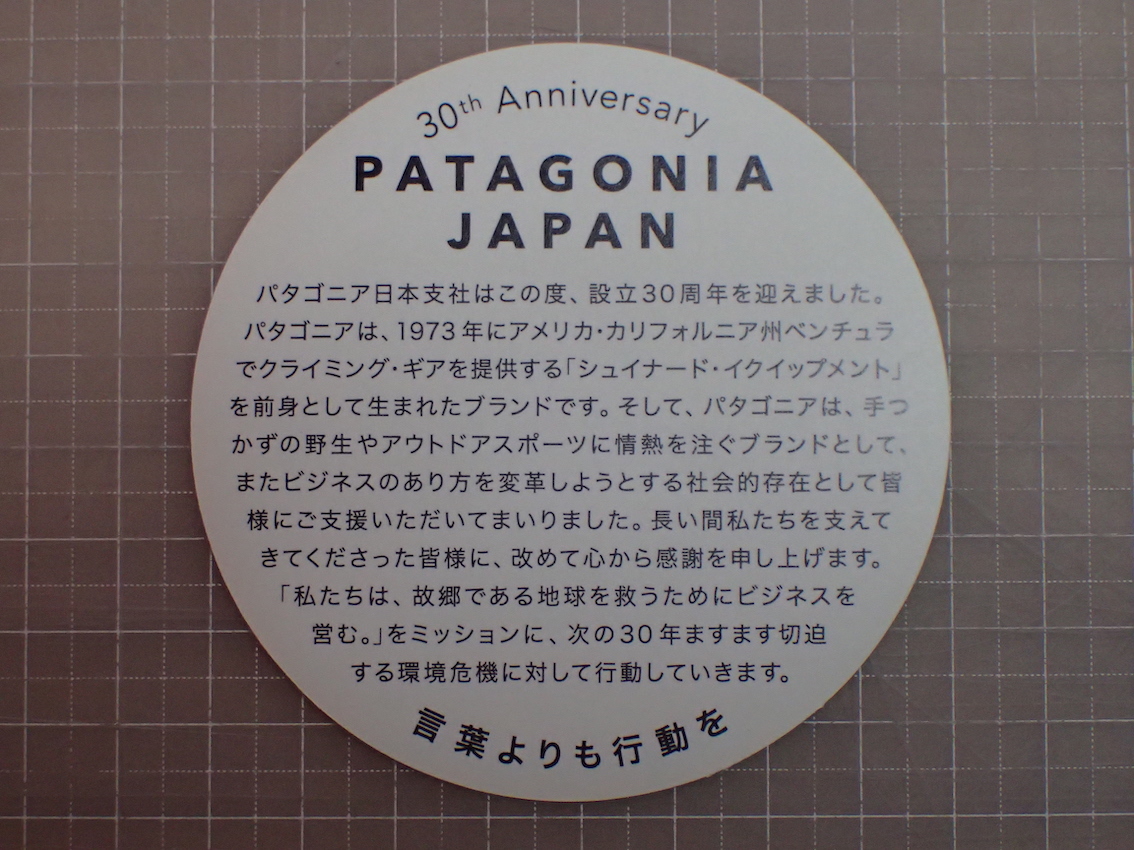 30th Anniversary
PATAGONIA
JAPAN
パタゴニア日本支社はこの度、設立30周年を迎えました。
パタゴニアは、1973年にアメリカ・カリフォルニア州ベンチュラ
でクライミング・ギアを提供する「シュイナード・イクイップメント」
を前身として生まれたブランドです。そして、パタゴニアは、手つ
かずの野生やアウトドアスポーツに情熱を注ぐブランドとして、
またビジネスのあり方を変革しようとする社会的存在として皆
様にご支援いただいてまいりました。長い間私たちを支えて
きてくださった皆様に、改めて心から感謝を申し上げます。
「私たちは、故郷である地球を救うためにビジネスを
営む。」をミッションに、次の30年ますます切迫
する環境危機に対して行動していきます。
言葉よりも行動を